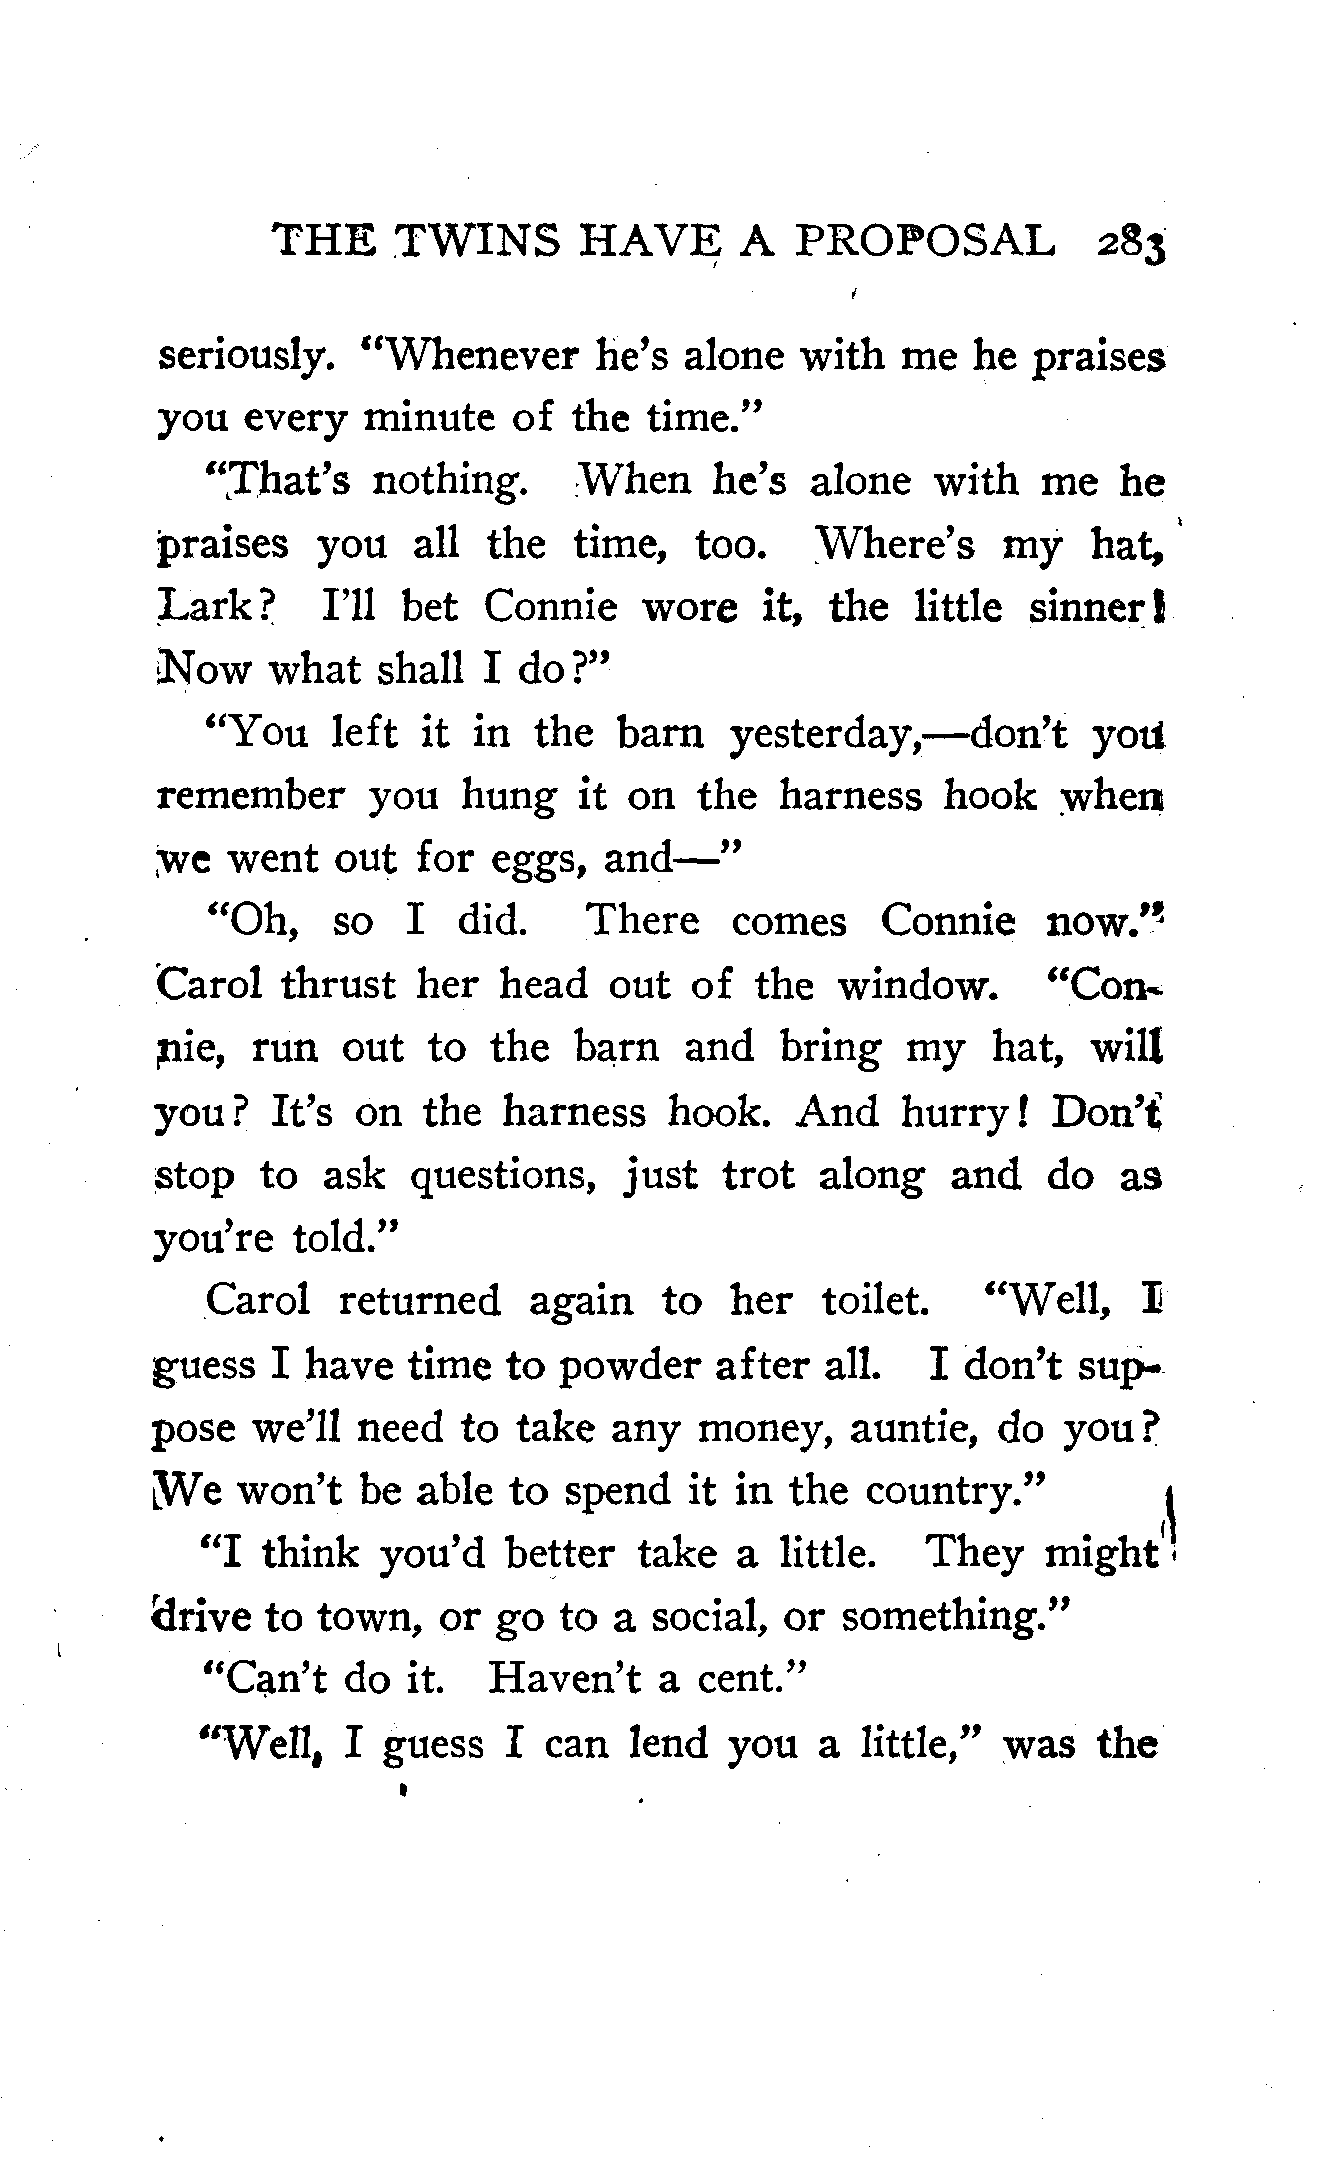 THE TWINS HAVE A PROPOSAL 283
seriously. "Whenever he's alone with me he praises
you every minute of the time."
"That's nothing. When he's alone with me he
praises you all the time, too. Where's my hat,
Lark? I'll bet Connie wore it, the little sinner!
Now what shall I do?"
"You left it in the barn yesterday,—don't you
remember you hung it on the harness hook when
we went out for eggs, and—"
"Oh, so I did. There comes Connie now."
Carol thrust her head out of the window. "Con-
nie, run out to the barn and bring my hat, will
you? It's on the harness hook. And hurry! Don't
stop to ask questions, just trot along and do as
you're told."
Carol returned again to her toilet. "Well, I
guess I have time to powder after all. I don't sup-
pose we'll need to take any money, auntie, do you?
We won't be able to spend it in the country."
"I think you'd better take a little. They might
drive to town, or go to a social, or something."
"Can't do it. Haven't a cent."
"Well, I guess I can lend you a little," was the